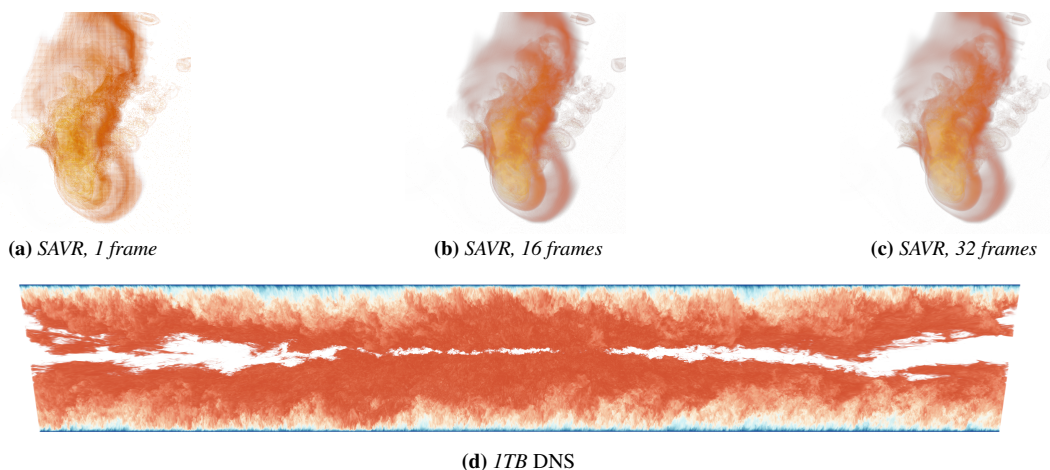 (a) SAVR, 1 frame
(b) SAVR, 16 frames
(c) SAVR, 32 frames
(d) 1TB DNS